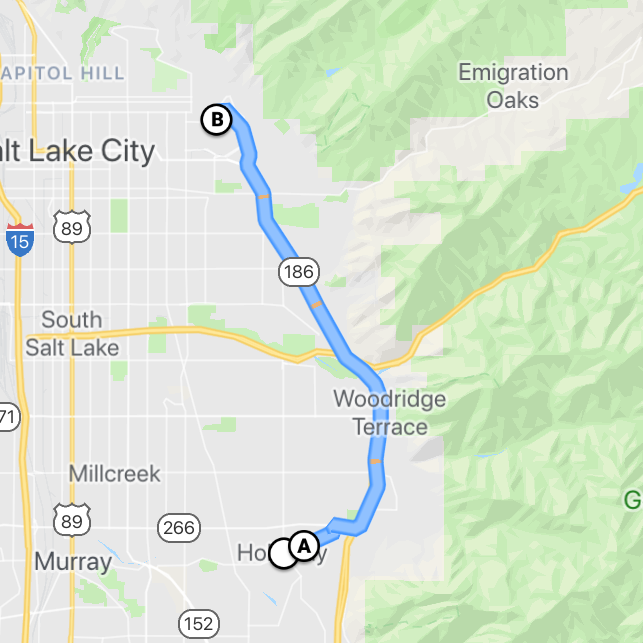 APITOL HILL
Emigration
Oaks
B
alt Lake City
89
15
186
South
Salt Lake
Woodridge
Terrace
71
Millcreek
G
89
266
A
Murray
152